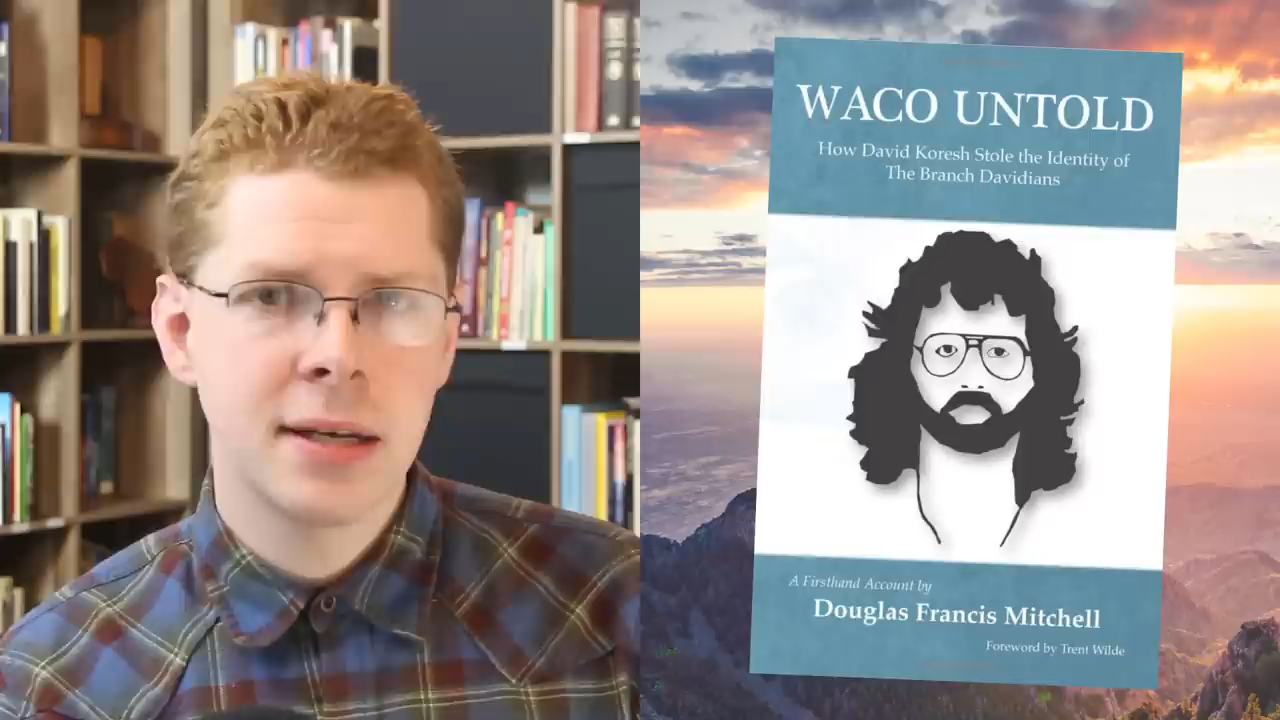 WACO UNTOLD
How David Koresh Stole the Identity of
The Branch Davidians
A Firsthand Account by
Douglas Francis Mitchell
Foreword by Trent Wilde